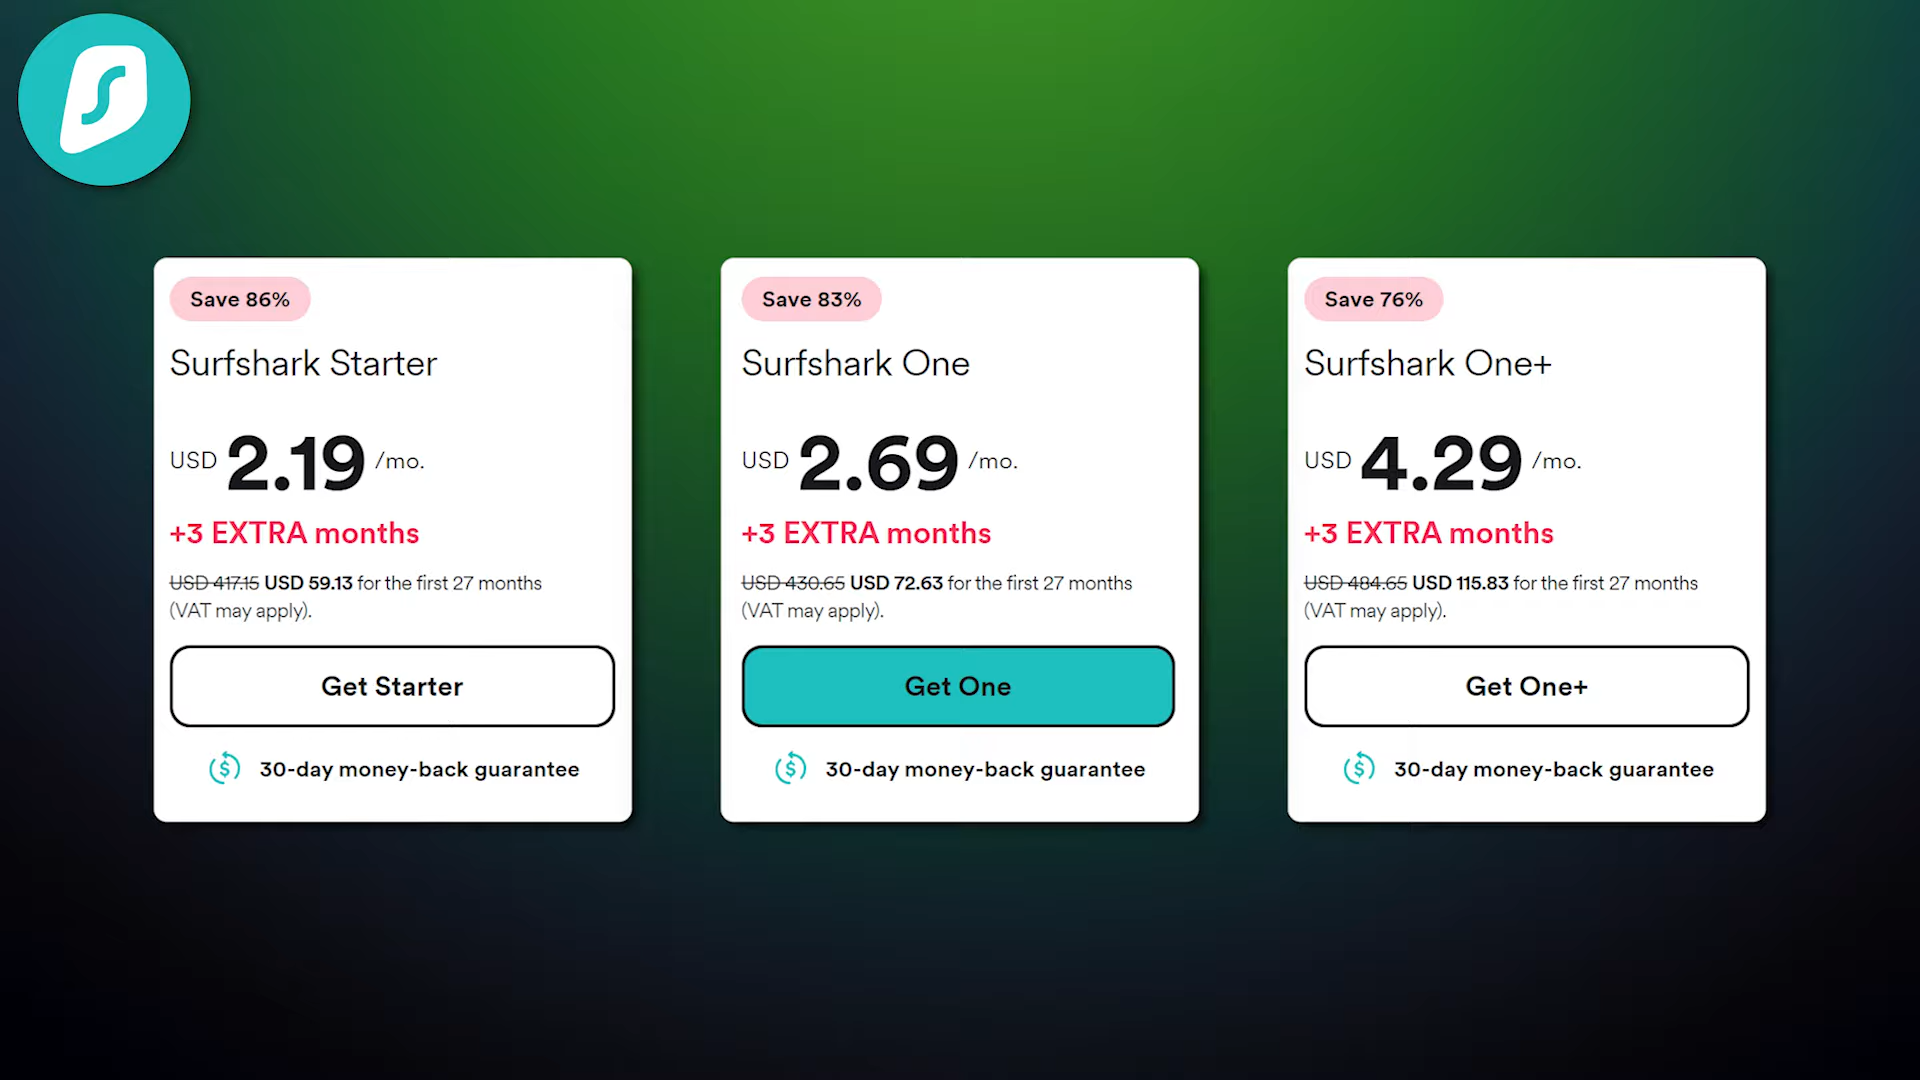 Save 86%
Surfshark Starter
USD 2.19 /mo.
+3 EXTRA months
USD 417.15 USD 59.13 for the first 27 months
(VAT may apply).
Get Starter
30-day money-back guarantee
Save 83%
Surfshark One
USD 2.69 /mo.
+3 EXTRA months
USD 430.65 USD 72.63 for the first 27 months
(VAT may apply).
Get One
30-day money-back guarantee
Save 76%
Surfshark One+
USD 4.29 /mo.
+3 EXTRA months
USD 484.65 USD 115.83 for the first 27 months
(VAT may apply).
Get One+
30-day money-back guarantee